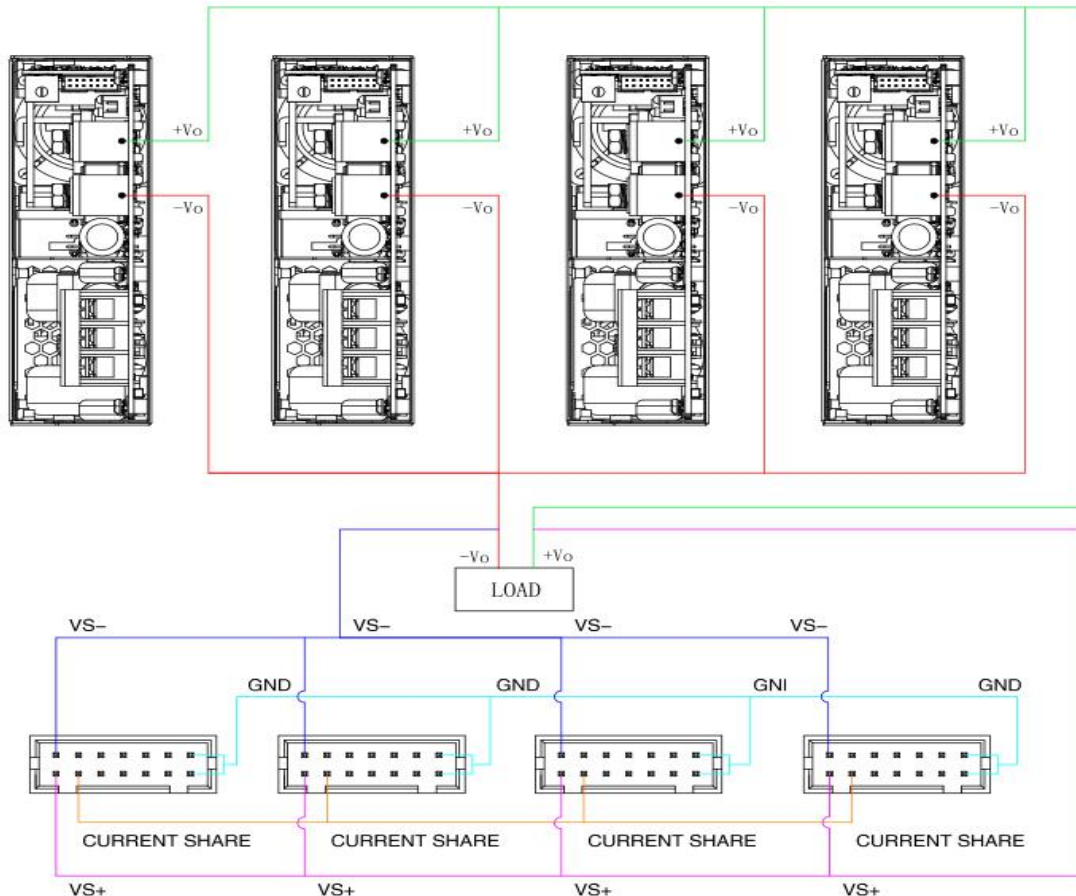 +Vo +Vo +Vo +Vo
-Vo -Vo -Vo -Vo
-Vo +Vo
LOAD
VS- VS- VS- VS-
GND GND GNI GND
CURRENT SHARE CURRENT SHARE CURRENT SHARE CURRENT SHARE
VS+ VS+ VS+ VS+